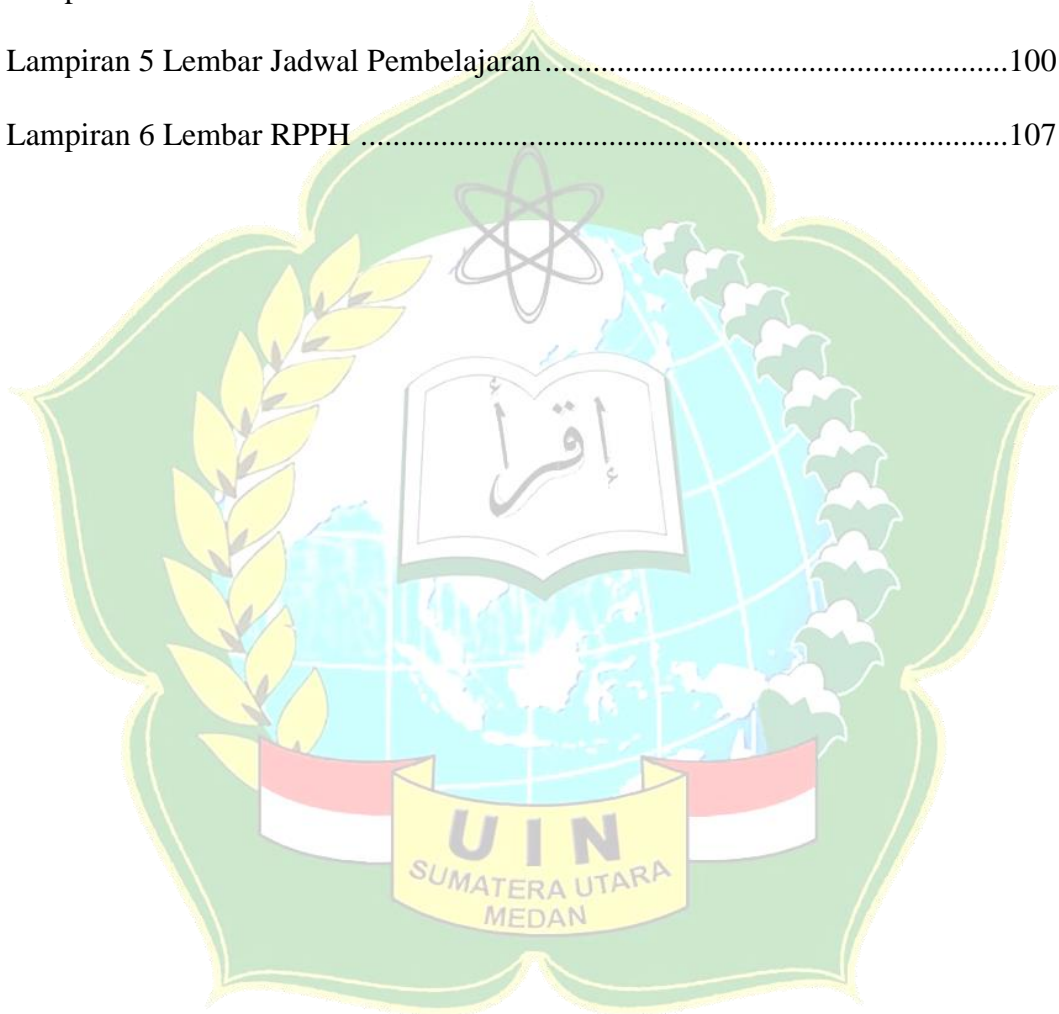 Lampiran 5 Lembar Jadwal Pembelajaran..........................................................100
Lampiran 6 Lembar RPPH .................................................................................107
إقرأ
UIN
SUMATERA UTARA
MEDAN